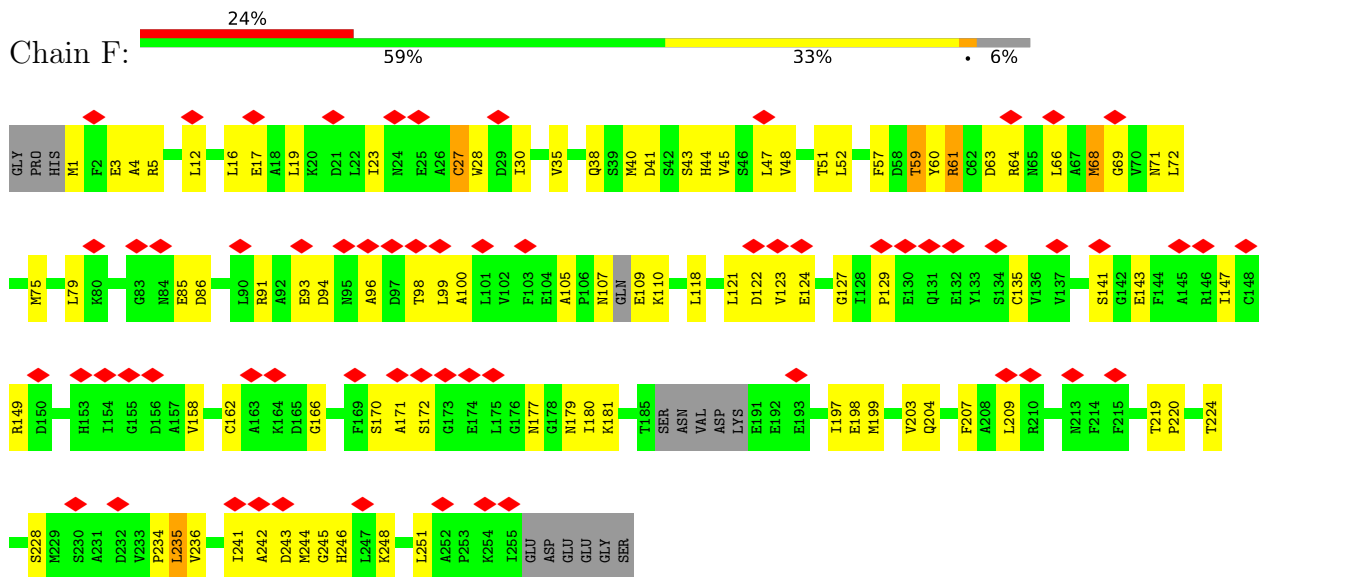 24%
Chain F:
59% 33% • 6%
GLY PRO HIS M1 F2 E3 A4 R5 L12 L16 E17 A18 L19 K20 D21 L22 I23 N24 E25 A26 C27 W28 D29 I30 V35 Q38 S39 M40 D41 S42 S43 H44 V45 S46 L47 V48 T51 L52 F57 D58 T59 Y60 R61 C62 D63 R64 N65 L66 A67 M68 G69 V70 N71 L72
M75 L79 K80 G83 N84 E85 D86 L90 R91 A92 E93 D94 N95 A96 D97 T98 L99 A100 L101 V102 F103 E104 A105 P106 N107 GLN E109 K110 L118 L121 D122 V123 E124 G127 I128 P129 E130 Q131 E132 Y133 S134 C135 V136 V137 S141 G142 E143 F144 A145 R146 I147 C148
R149 D150 H153 I154 G155 D156 A157 V158 C162 A163 K164 D165 G166 F169 S170 A171 S172 G173 E174 L175 G176 N177 G178 N179 I180 K181 T185 SER ASN VAL ASP LYS E191 E192 E193 I197 E198 M199 V203 Q204 F207 A208 L209 R210 N213 F214 F215 T219 P220 T224
S228 M229 S230 A231 D232 V233 P234 L235 V236 I241 A242 D243 M244 G245 H246 L247 K248 L251 A252 P253 K254 I255 GLU ASP GLU GLU GLY SER